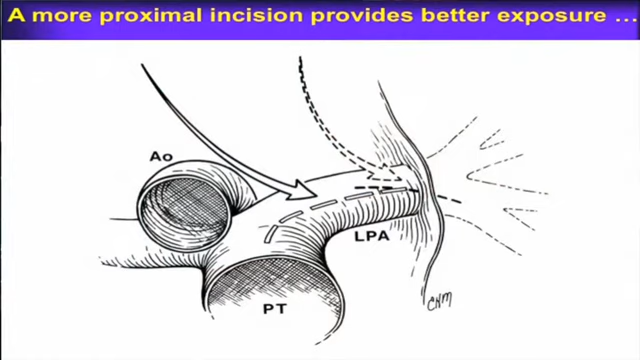 A more proximal incision provides better exposure ...
Ao
LPA
PT
CHM